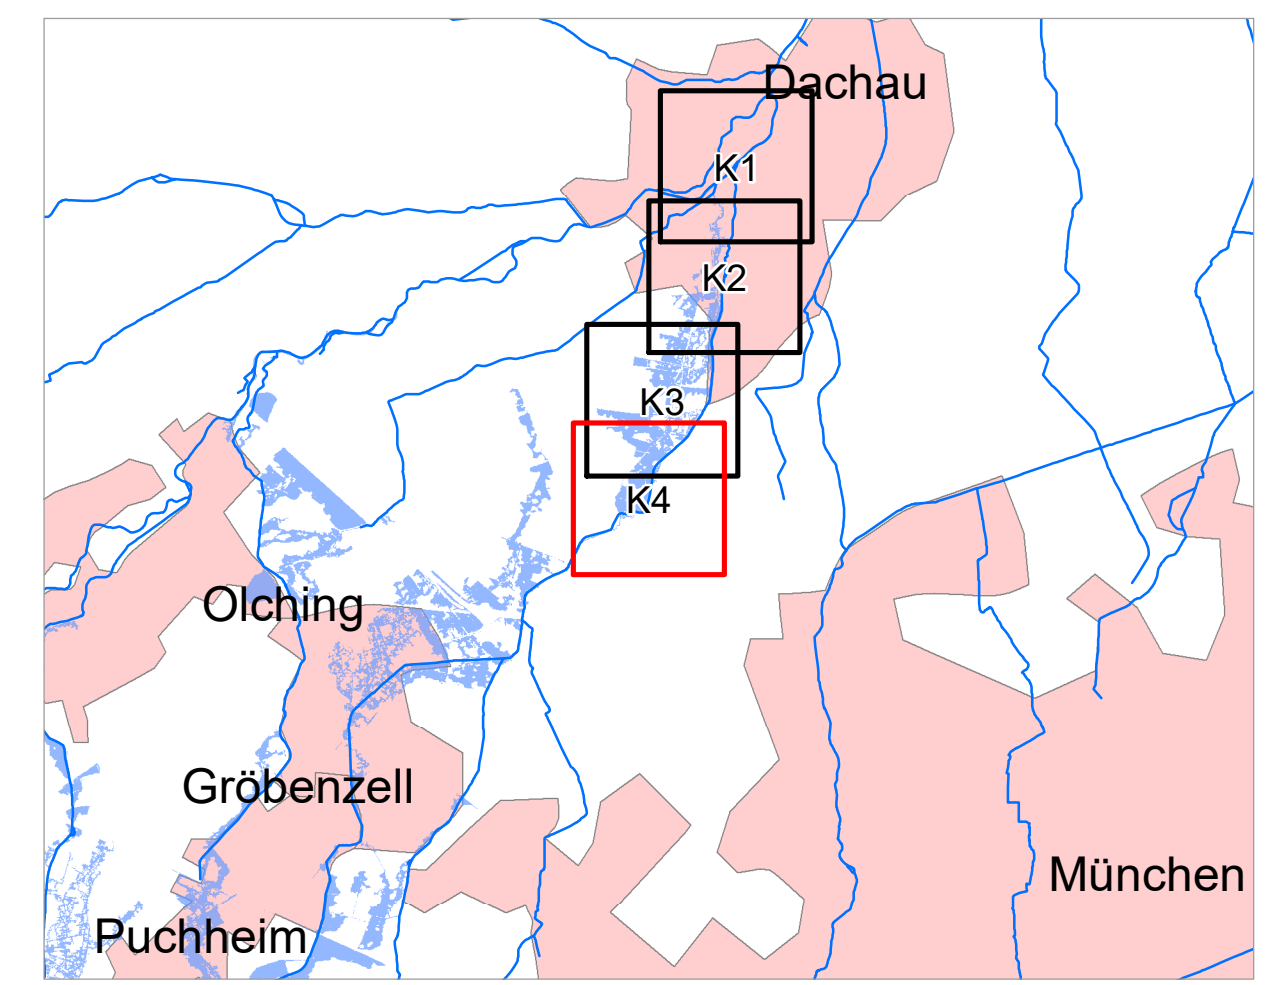 Dachau
K1
K2
K3
K4
Olching
Gröbenzell
München
Puchheim